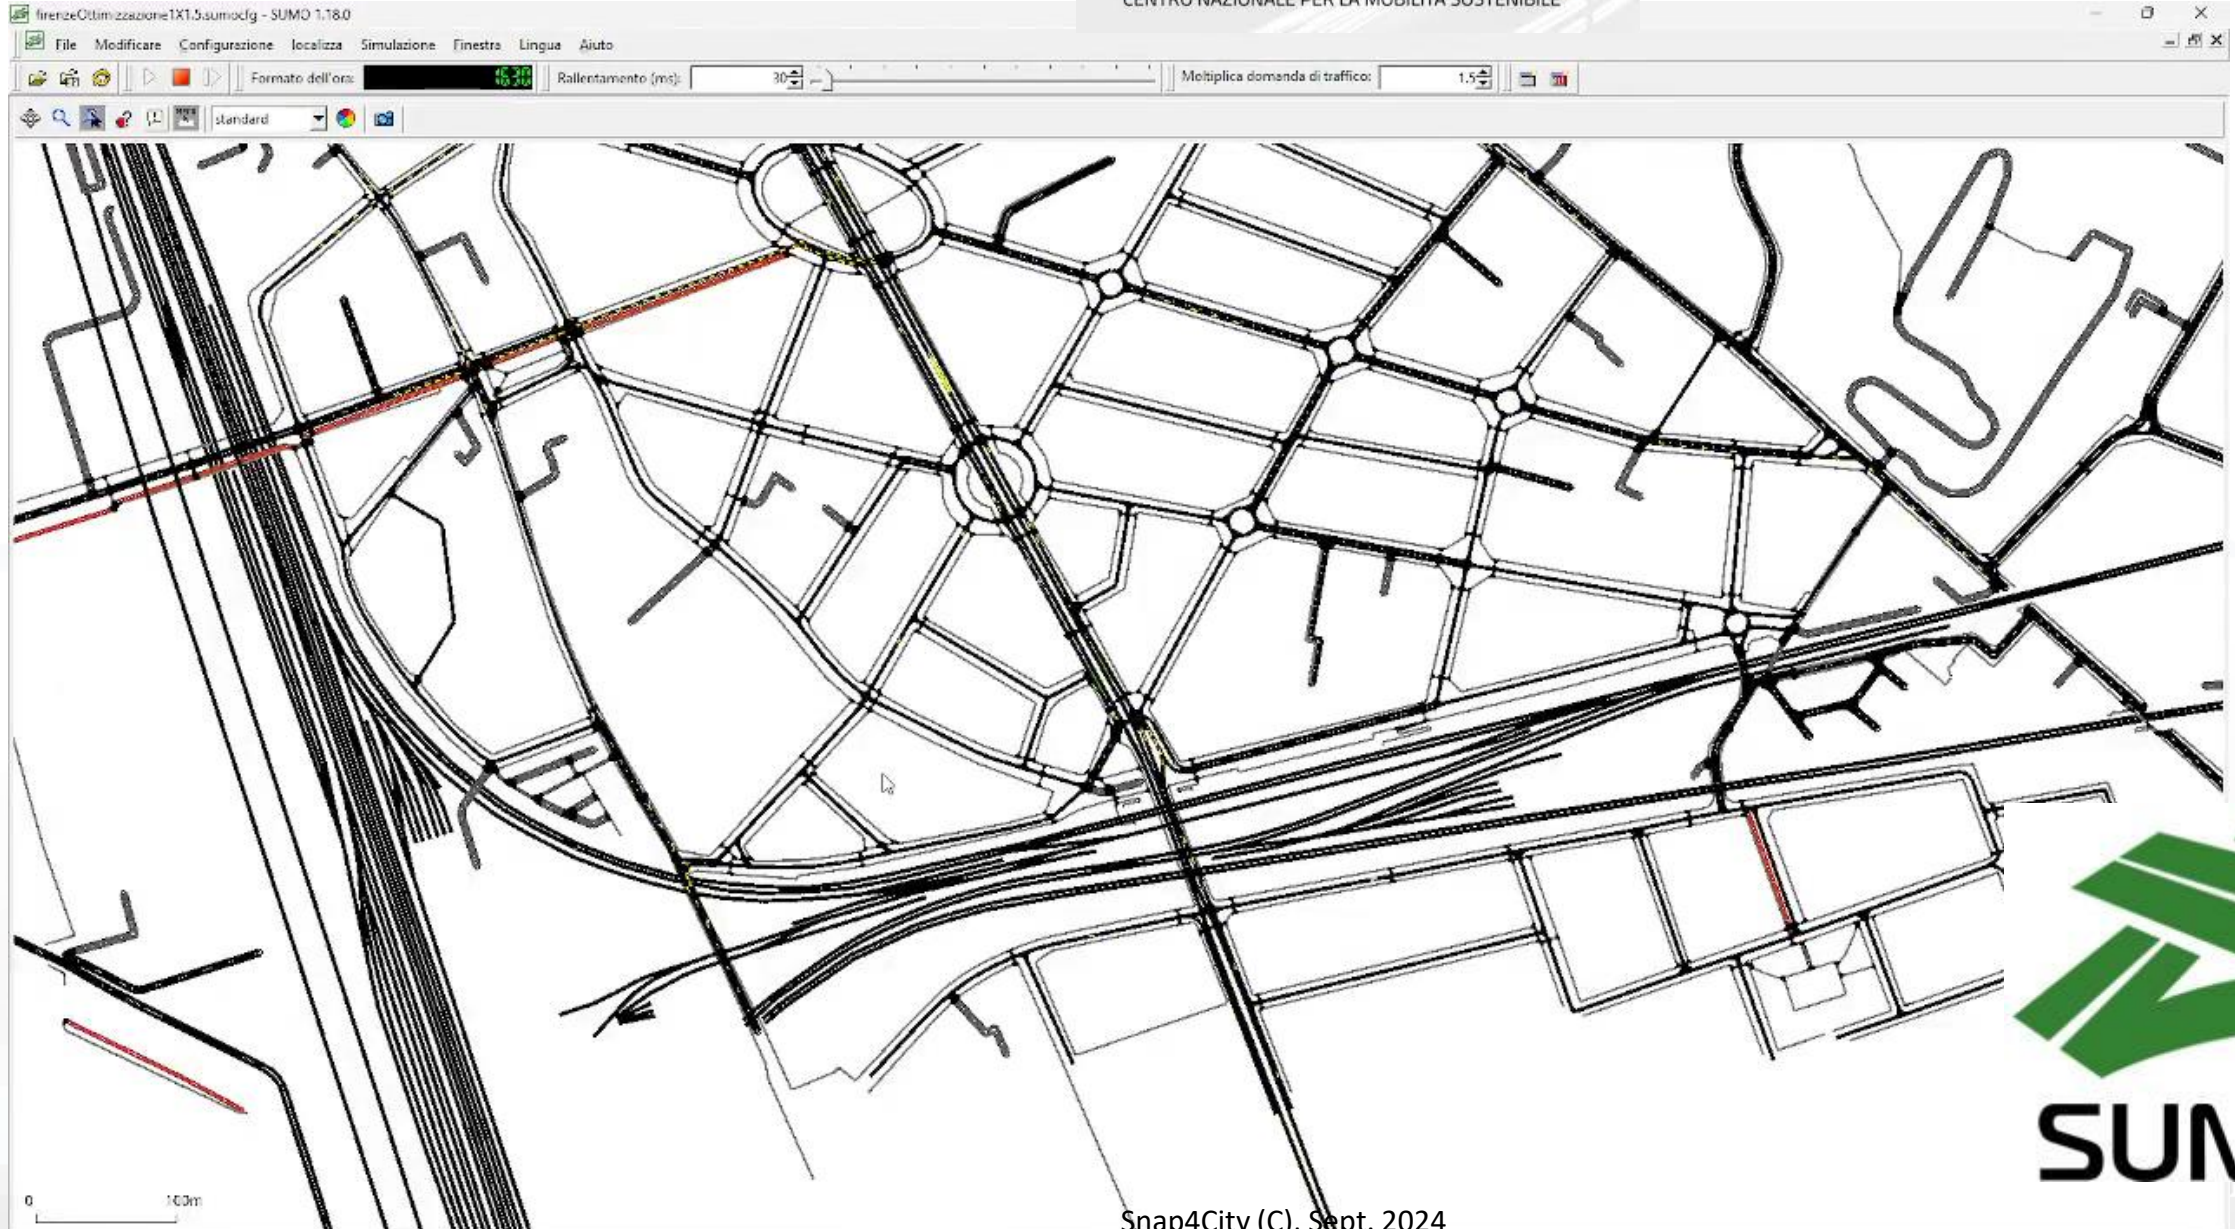 CENTRO NAZIONALE PER LA MOBILITÀ SOSTENIBILE
firenzeOttimizzazione1X1.5.sumocfg - SUMO 1.18.0
File Modificare Configurazione localizza Simulazione Finestra Lingua Aiuto
Formato dell'ora: Rallentamento (ms): 30 Moltiplica domanda di traffico: 1.5
standard
SUM
0 100m
Snap4City (C), Sept. 2024